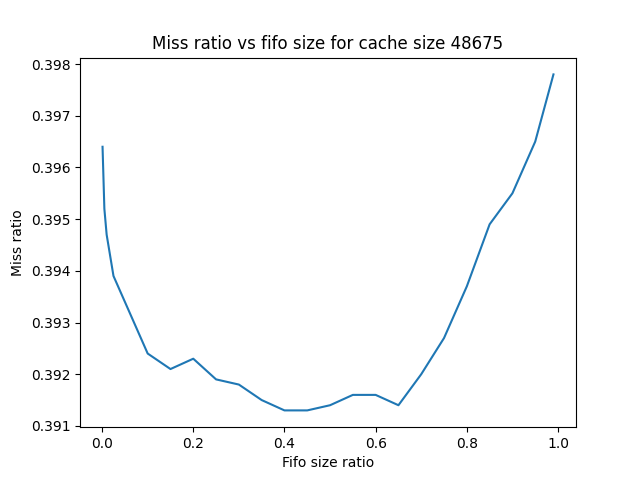 Miss ratio vs fifo size for cache size 48675
0.398
0.397
0.396
0.395
0.394
0.393
0.392
0.391
Miss ratio
0.0 0.2 0.4 0.6 0.8 1.0
Fifo size ratio